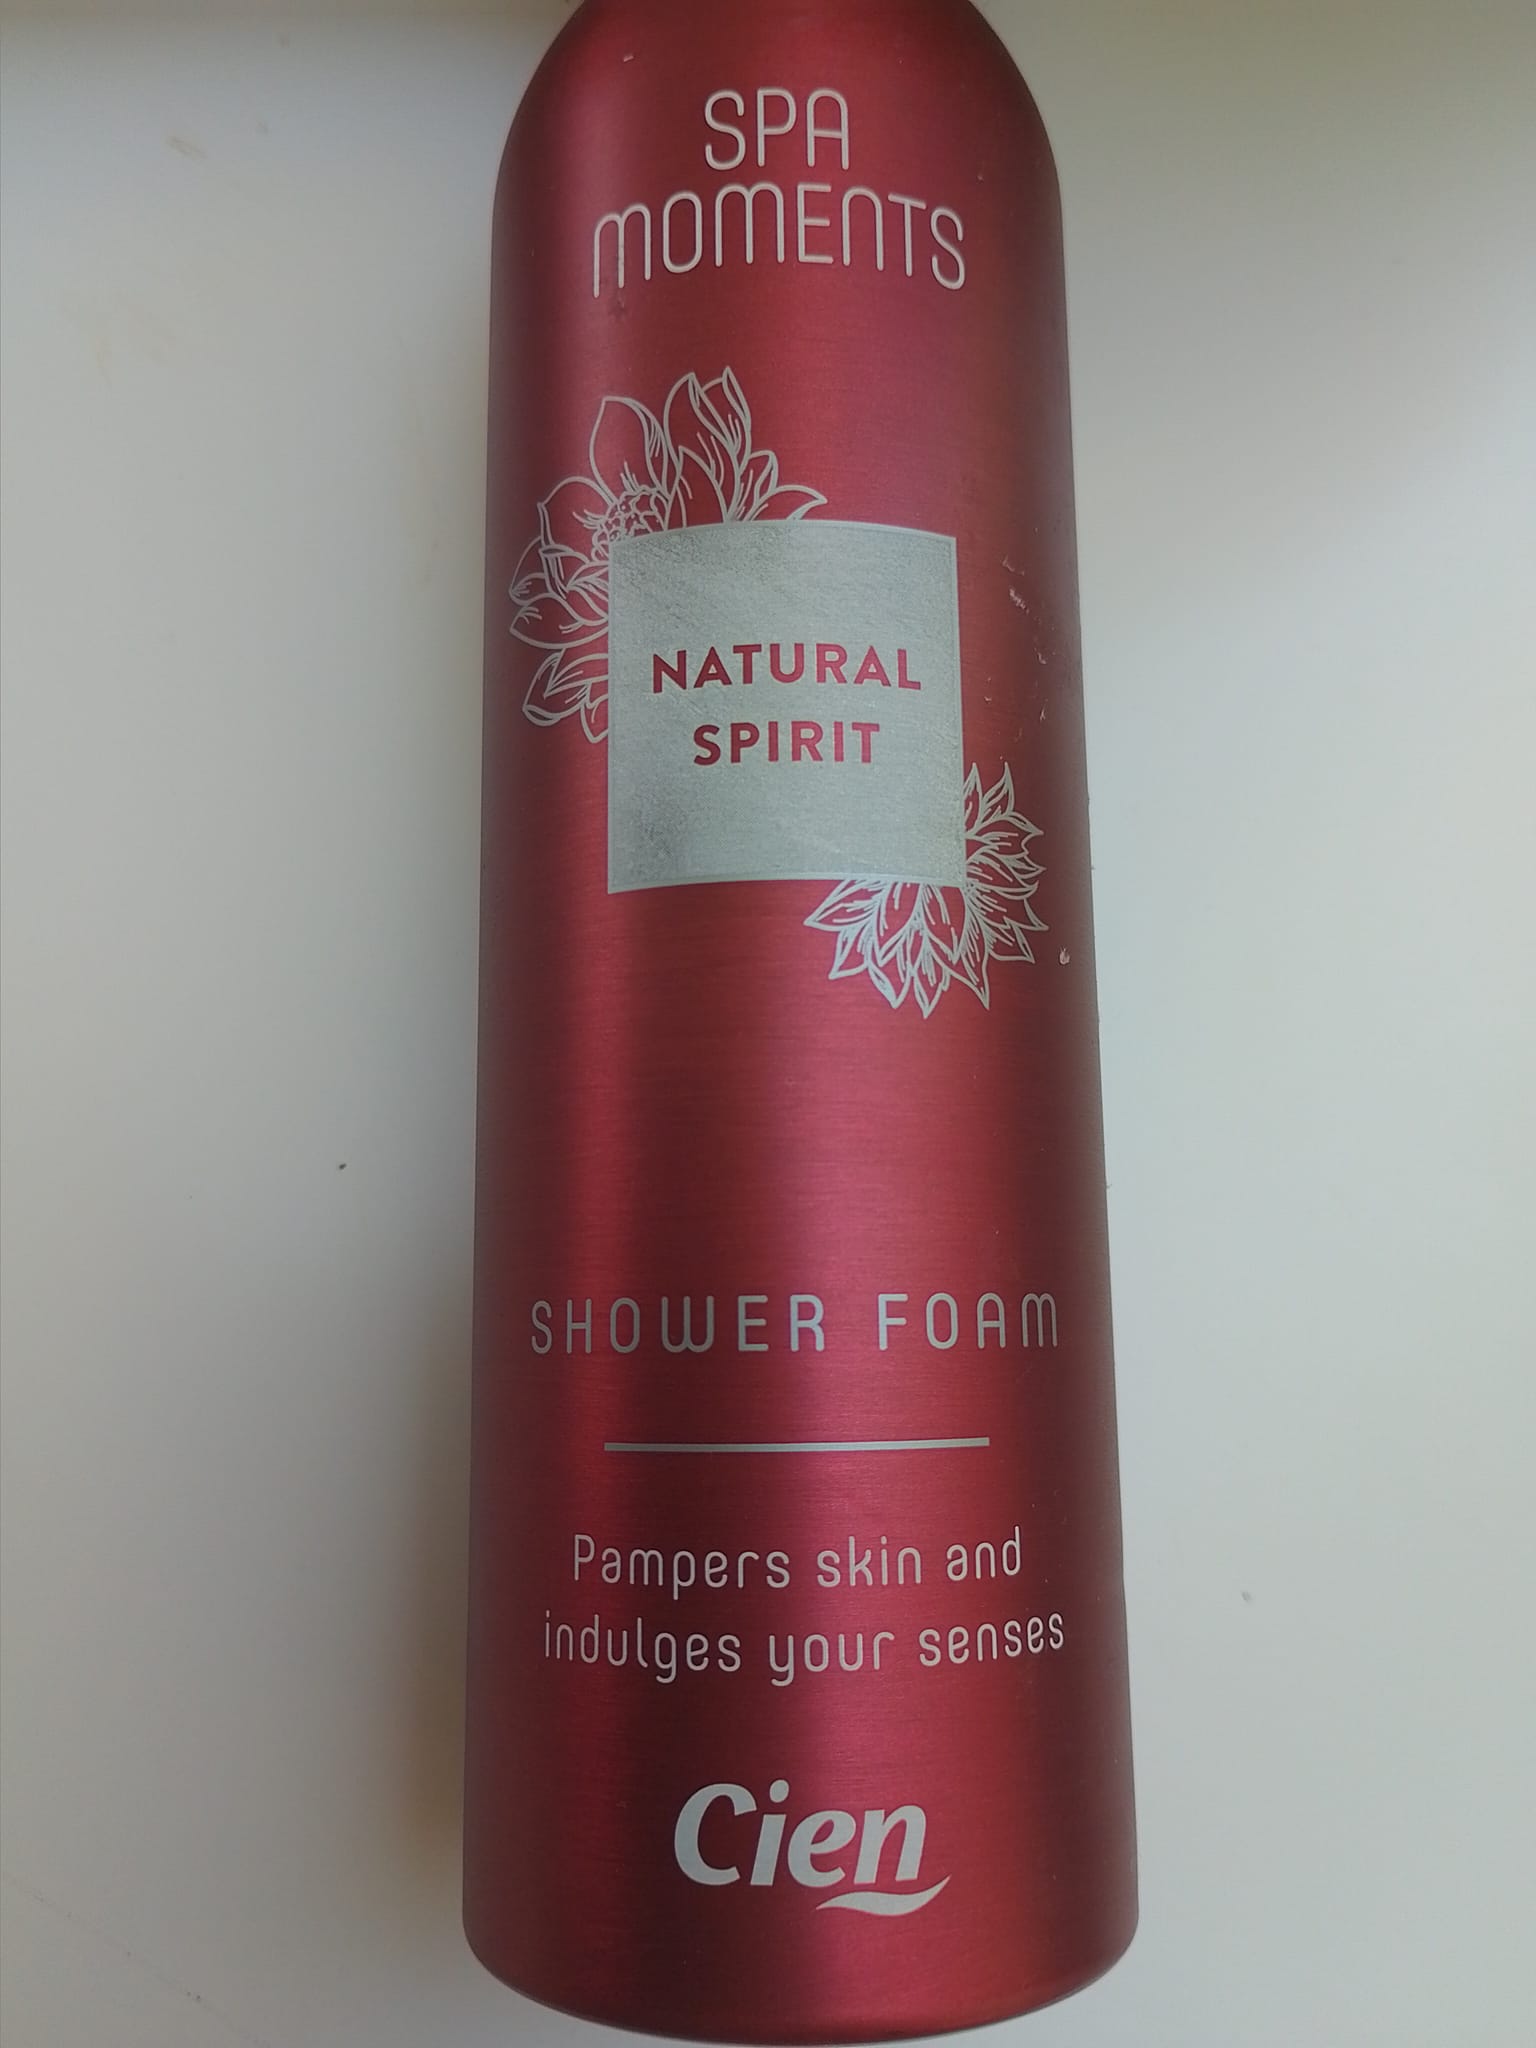 SPA
MOMENTS
NATURAL
SPIRIT
SHOWER FOAM
Pampers skin and
indulges your senses
Cien